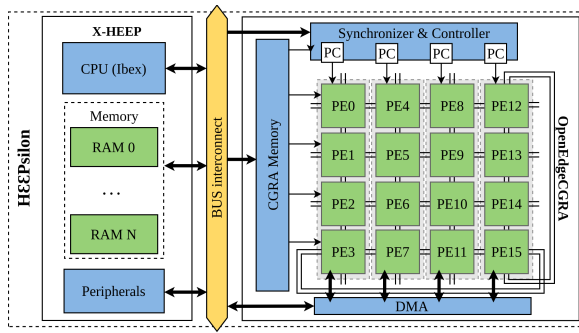 HƐƐPsilon
X-HEEP
CPU (Ibex)
Memory
RAM 0
...
RAM N
Peripherals
BUS interconnect
CGRA Memory
Synchronizer & Controller
PC PC PC PC
PE0 PE4 PE8 PE12
PE1 PE5 PE9 PE13
PE2 PE6 PE10 PE14
PE3 PE7 PE11 PE15
DMA
OpenEdgeCGRA